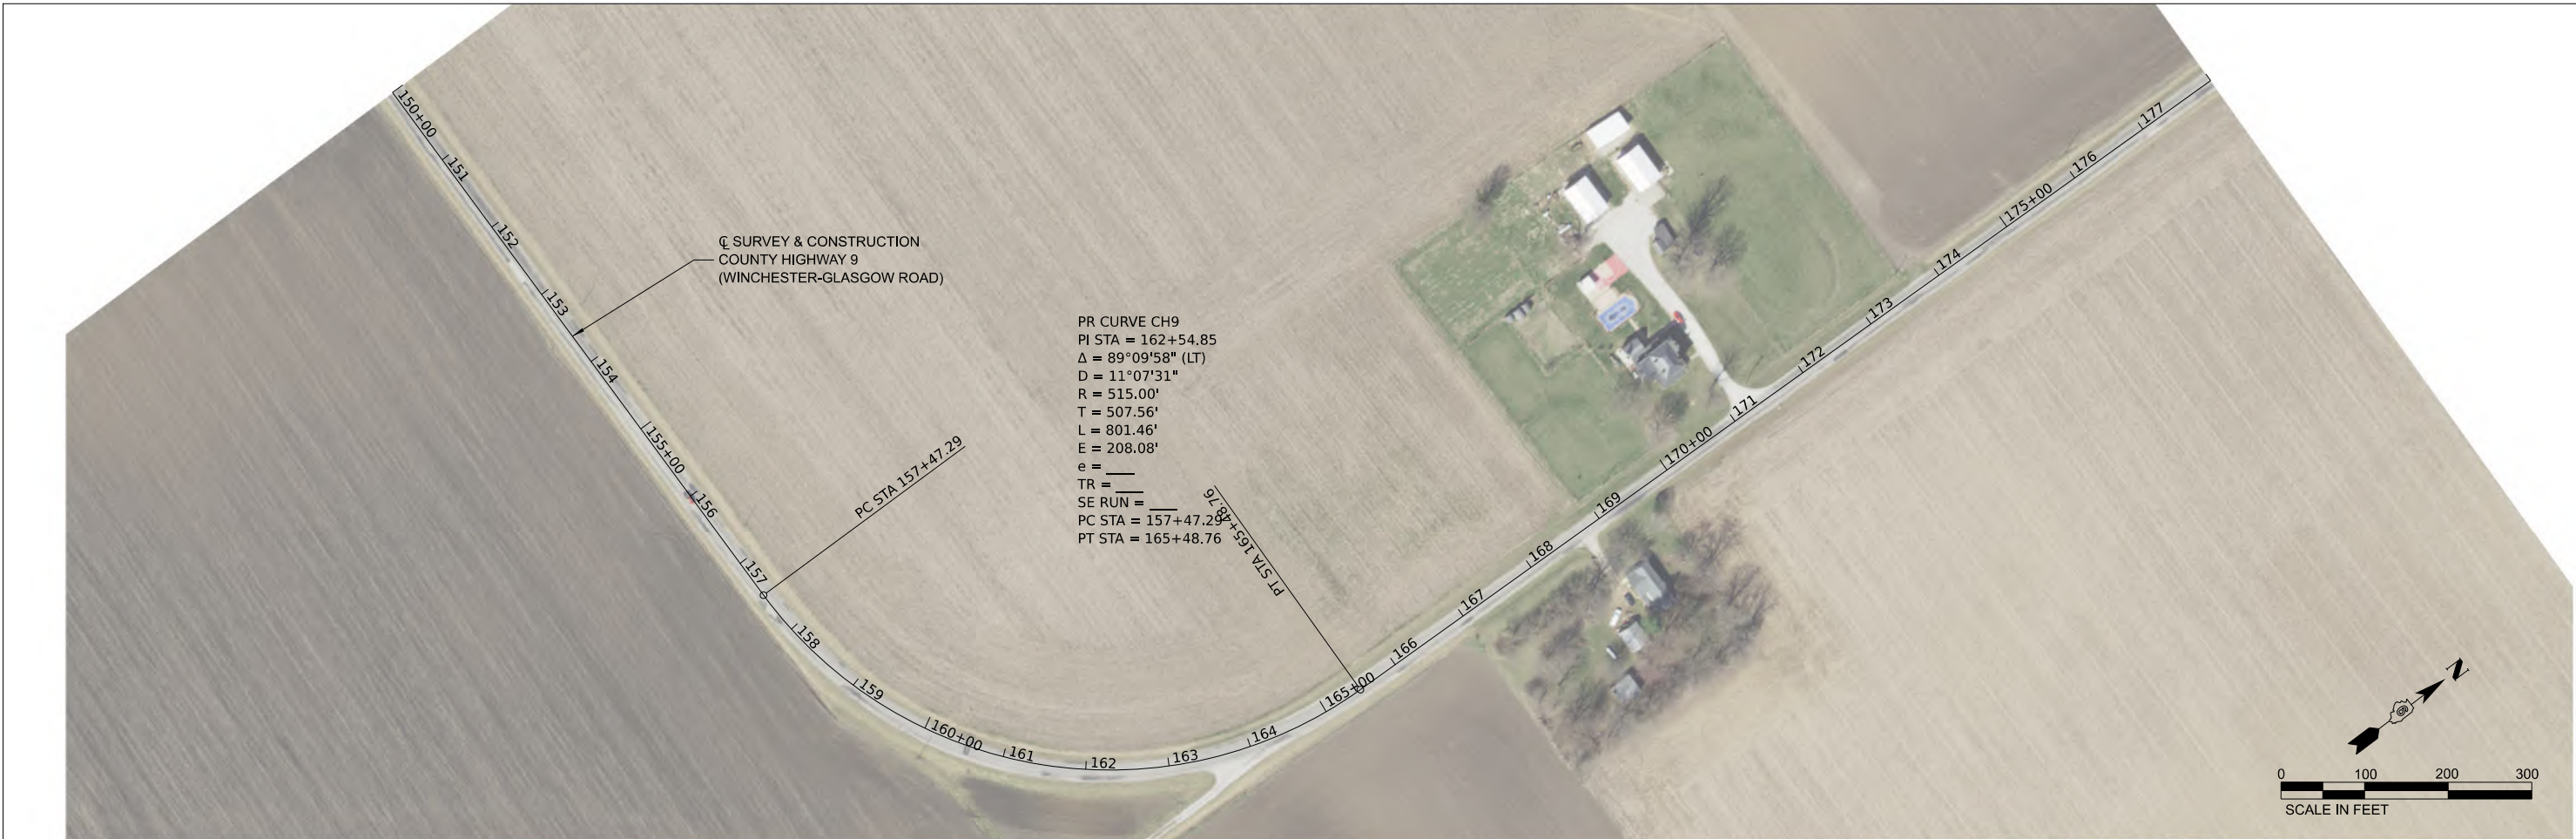 150+00
151
152
153
154
155+00
156
157
158
159
160+00
161
162
163
164
165+00
166
167
168
169
170+00
171
172
173
174
175+00
176
177
℄ SURVEY & CONSTRUCTION
COUNTY HIGHWAY 9
(WINCHESTER-GLASGOW ROAD)
PC STA 157+47.29
PR CURVE CH9
PI STA = 162+54.85
Δ = 89°09'58" (LT)
D = 11°07'31"
R = 515.00'
T = 507.56'
L = 801.46'
E = 208.08'
e = ____
TR = ____
SE RUN = ____
PC STA = 157+47.29
PT STA = 165+48.76
PT STA 165+48.76
N
0 100 200 300
SCALE IN FEET